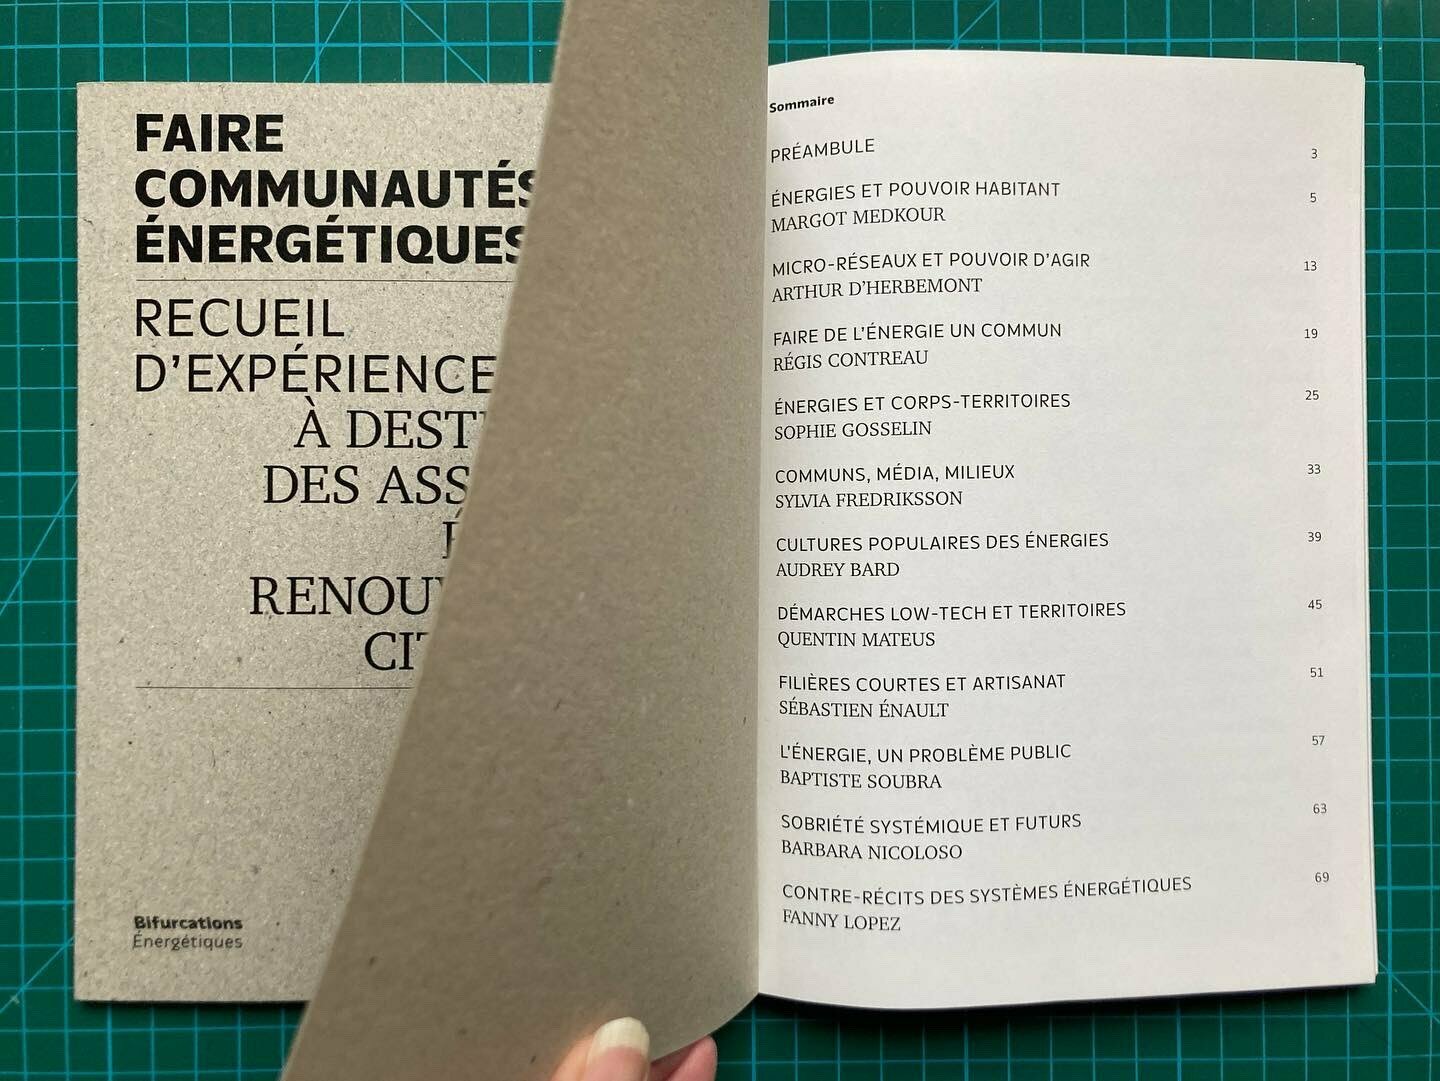 FAIRE
COMMUNAUTÉS
ÉNERGÉTIQUES
RECUEIL
D'EXPÉRIENCE
À DEST
DES ASS
RENOUV
CIT
Bifurcations
Énergétiques
Sommaire
PRÉAMBULE 3
ÉNERGIES ET POUVOIR HABITANT 5
MARGOT MEDKOUR
MICRO-RÉSEAUX ET POUVOIR D'AGIR 13
ARTHUR D'HERBEMONT
FAIRE DE L'ÉNERGIE UN COMMUN 19
RÉGIS CONTREAU
ÉNERGIES ET CORPS-TERRITOIRES 25
SOPHIE GOSSELIN
COMMUNS, MÉDIA, MILIEUX 33
SYLVIA FREDRIKSSON
CULTURES POPULAIRES DES ÉNERGIES 39
AUDREY BARD
DÉMARCHES LOW-TECH ET TERRITOIRES 45
QUENTIN MATEUS
FILIÈRES COURTES ET ARTISANAT 51
SÉBASTIEN ÉNAULT
L'ÉNERGIE, UN PROBLÈME PUBLIC 57
BAPTISTE SOUBRA
SOBRIÉTÉ SYSTÉMIQUE ET FUTURS 63
BARBARA NICOLOSO
CONTRE-RÉCITS DES SYSTÈMES ÉNERGÉTIQUES 69
FANNY LOPEZ